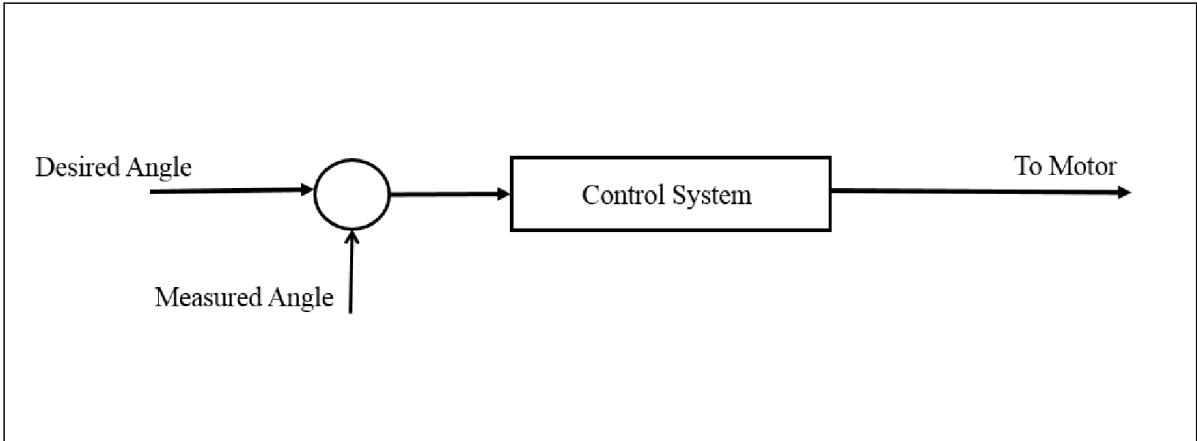 Desired Angle
To Motor
Control System
Measured Angle